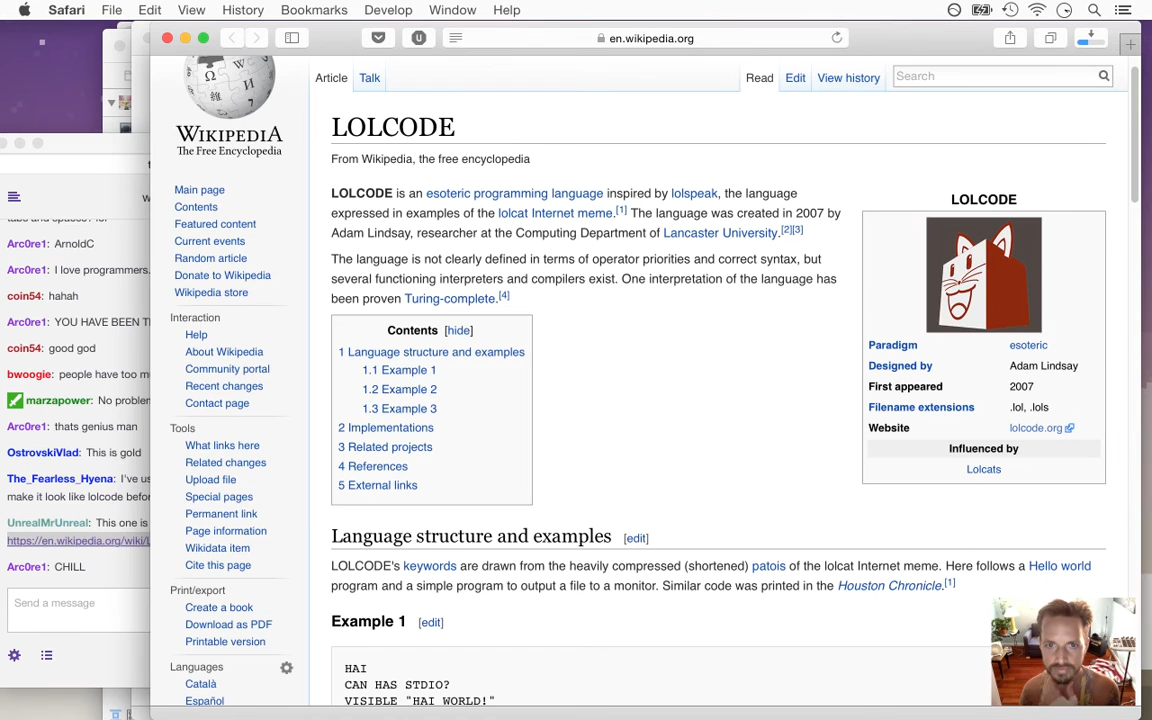 Safari File Edit View History Bookmarks Develop Window Help
en.wikipedia.org
WIKIPEDIA
The Free Encyclopedia
Main page
Contents
Featured content
Current events
Random article
Donate to Wikipedia
Wikipedia store
Interaction
Help
About Wikipedia
Community portal
Recent changes
Contact page
Tools
What links here
Related changes
Upload file
Special pages
Permanent link
Page information
Wikidata item
Cite this page
Print/export
Create a book
Download as PDF
Printable version
Languages
Català
Español
Article Talk Read Edit View history Search
LOLCODE
From Wikipedia, the free encyclopedia
LOLCODE is an esoteric programming language inspired by lolspeak, the language
expressed in examples of the lolcat Internet meme.[1] The language was created in 2007 by
Adam Lindsay, researcher at the Computing Department of Lancaster University.[2][3]
The language is not clearly defined in terms of operator priorities and correct syntax, but
several functioning interpreters and compilers exist. One interpretation of the language has
been proven Turing-complete.[4]
Contents [hide]
1 Language structure and examples
1.1 Example 1
1.2 Example 2
1.3 Example 3
2 Implementations
3 Related projects
4 References
5 External links
LOLCODE
Paradigm esoteric
Designed by Adam Lindsay
First appeared 2007
Filename extensions .lol, .lols
Website lolcode.org
Influenced by
Lolcats
Language structure and examples [edit]
LOLCODE's keywords are drawn from the heavily compressed (shortened) patois of the lolcat Internet meme. Here follows a Hello world
program and a simple program to output a file to a monitor. Similar code was printed in the Houston Chronicle.[1]
Example 1 [edit]
HAI
CAN HAS STDIO?
VISIBLE "HAI WORLD!"
Arc0re1: ArnoldC
Arc0re1: I love programmers.
coin54: hahah
Arc0re1: YOU HAVE BEEN
coin54: good god
bwoogie: people have too
marzapower: No problem
Arc0re1: thats genius man
OstrovskiVlad: This is gold
The_Fearless_Hyena: I've
make it look like lolcode
UnrealMrUnreal: This one is
https://en.wikipedia.org/wiki/
Arc0re1: CHILL
Send a message